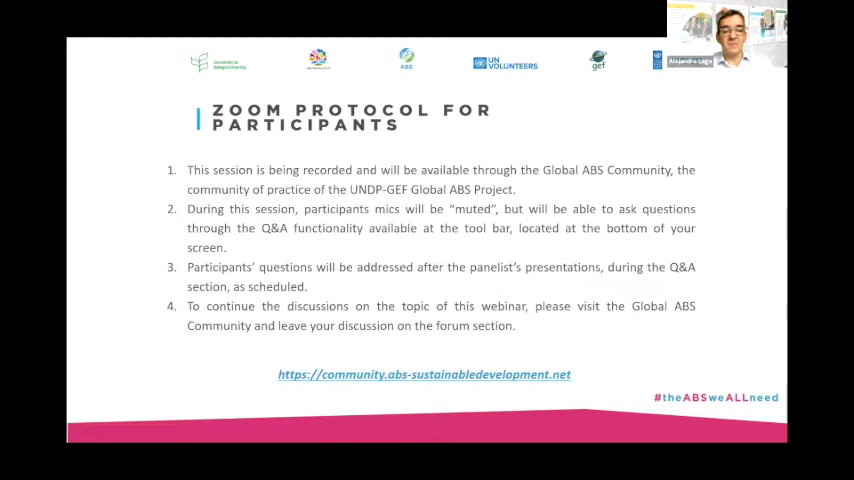 Convention on
Biological Diversity
ABS
UN
VOLUNTEERS
gef
Alejandro Lago
ZOOM PROTOCOL FOR
PARTICIPANTS
1. This session is being recorded and will be available through the Global ABS Community, the
community of practice of the UNDP-GEF Global ABS Project.
2. During this session, participants mics will be “muted”, but will be able to ask questions
through the Q&A functionality available at the tool bar, located at the bottom of your
screen.
3. Participants’ questions will be addressed after the panelist’s presentations, during the Q&A
section, as scheduled.
4. To continue the discussions on the topic of this webinar, please visit the Global ABS
Community and leave your discussion on the forum section.
https://community.abs-sustainabledevelopment.net
#theABSweALLneed